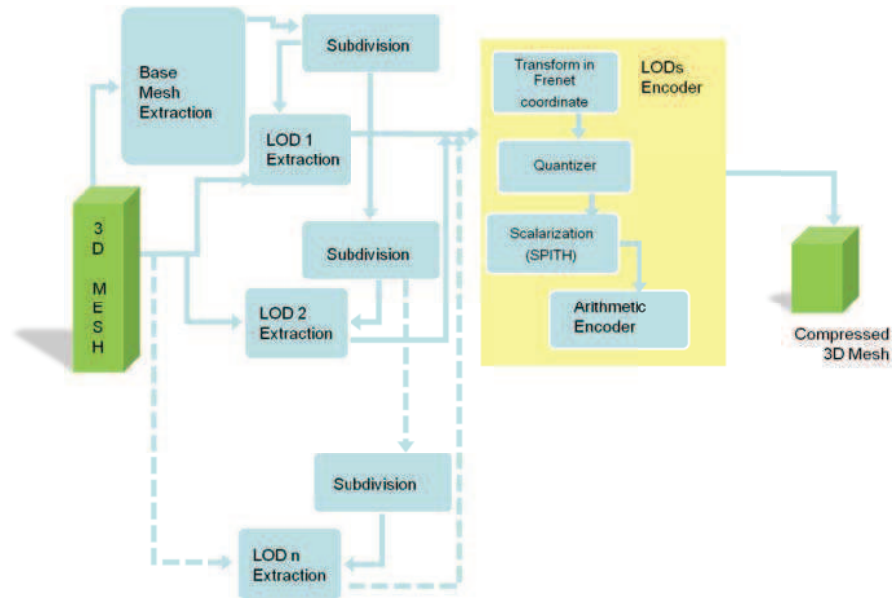 Subdivision
Base
Mesh
Extraction
LOD 1
Extraction
3
D
M
E
S
H
Subdivision
LOD 2
Extraction
Subdivision
LOD n
Extraction
Transform in
Frenet
coordinate
LODs
Encoder
Quantizer
Scalarization
(SPITH)
Arithmetic
Encoder
Compressed
3D Mesh